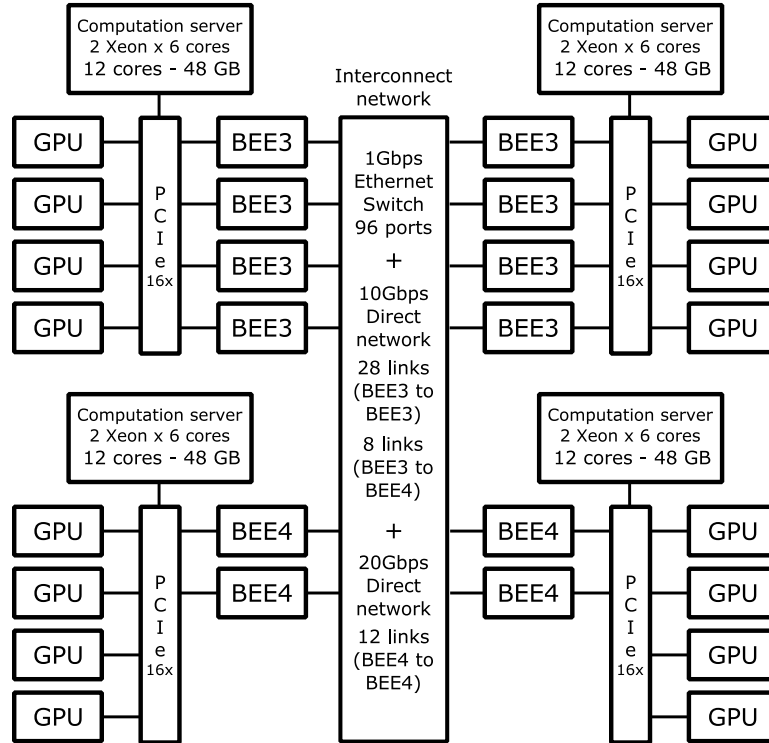 Computation server
2 Xeon x 6 cores
12 cores - 48 GB
Computation server
2 Xeon x 6 cores
12 cores - 48 GB
Interconnect
network
GPU
GPU
GPU
GPU
P
C
I
e
16x
BEE3
BEE3
BEE3
BEE3
1Gbps
Ethernet
Switch
96 ports
+
10Gbps
Direct
network
28 links
(BEE3 to
BEE3)
8 links
(BEE3 to
BEE4)
+
20Gbps
Direct
network
12 links
(BEE4 to
BEE4)
BEE3
BEE3
BEE3
BEE3
P
C
I
e
16x
GPU
GPU
GPU
GPU
Computation server
2 Xeon x 6 cores
12 cores - 48 GB
GPU
GPU
GPU
GPU
P
C
I
e
16x
BEE4
BEE4
Computation server
2 Xeon x 6 cores
12 cores - 48 GB
BEE4
BEE4
P
C
I
e
16x
GPU
GPU
GPU
GPU